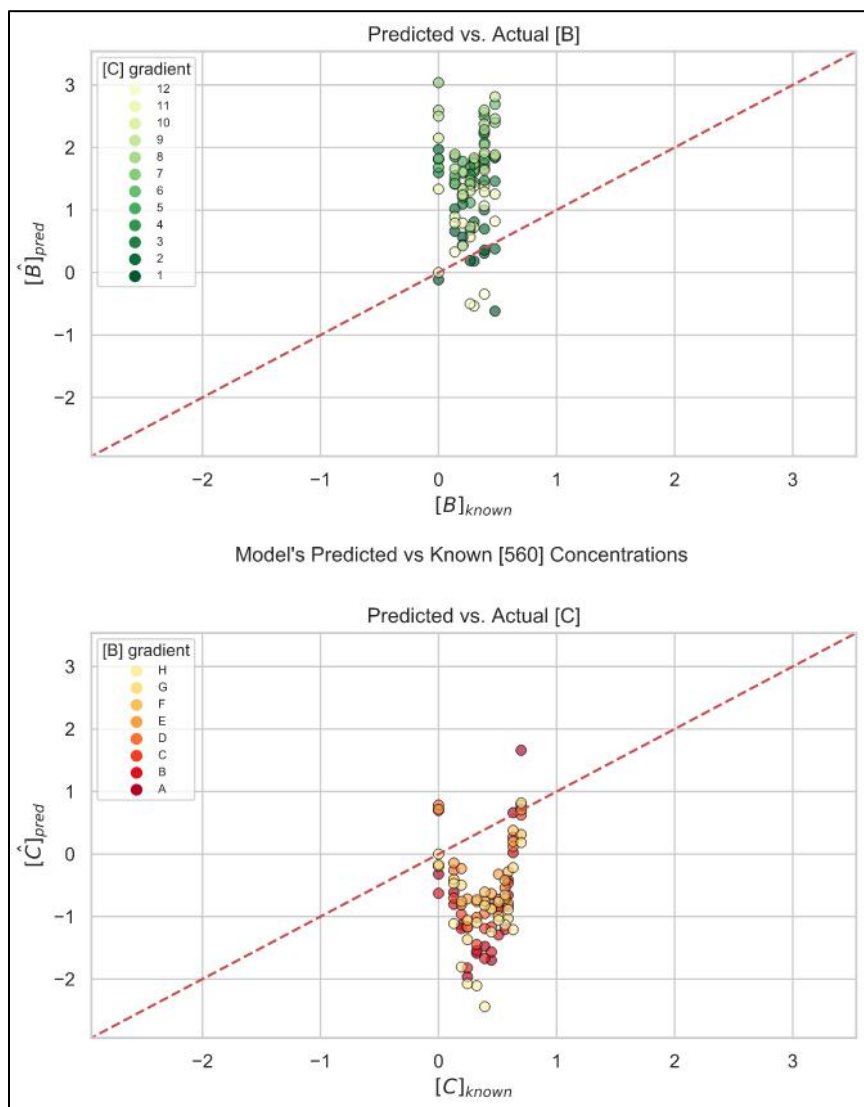 Predicted vs. Actual [B]
[C] gradient
12
11
10
9
8
7
6
5
4
3
2
1
3
2
1
0
−1
−2
[B̂]pred
−2 −1 0 1 2 3
[B]known
Model's Predicted vs Known [560] Concentrations
Predicted vs. Actual [C]
[B] gradient
H
G
F
E
D
C
B
A
3
2
1
0
−1
−2
[Ĉ]pred
−2 −1 0 1 2 3
[C]known